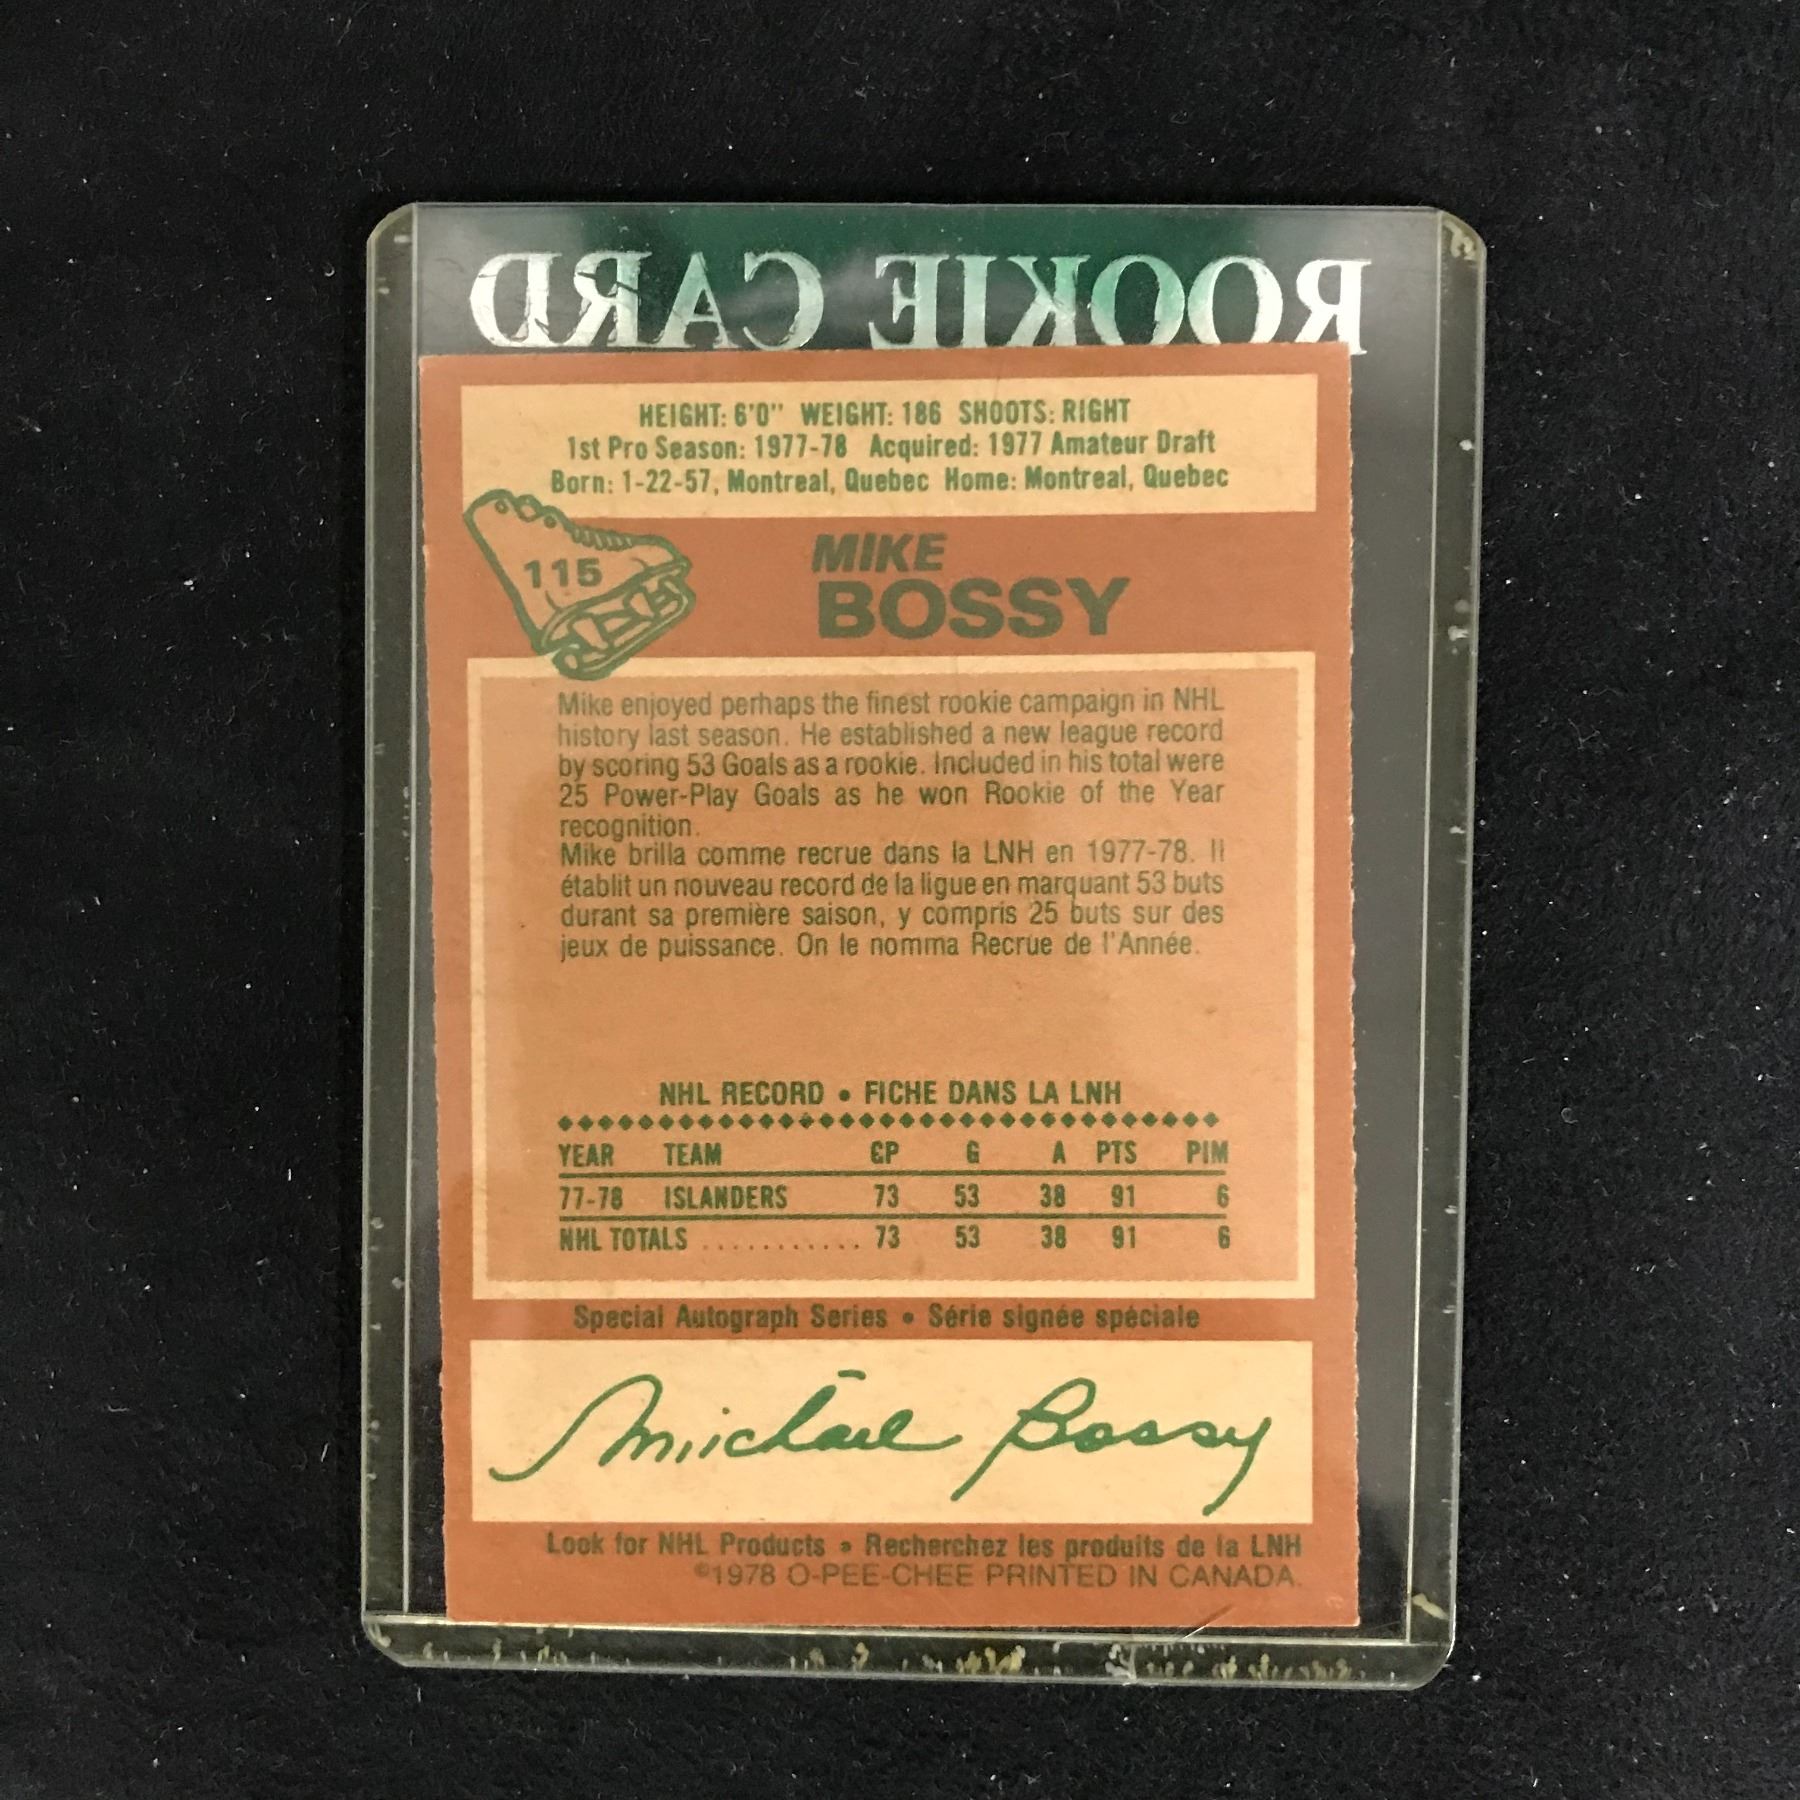 ROOKIE CARD
HEIGHT: 6'0" WEIGHT: 186 SHOOTS: RIGHT
1st Pro Season: 1977-78 Acquired: 1977 Amateur Draft
Born: 1-22-57, Montreal, Quebec Home: Montreal, Quebec
115
MIKE
BOSSY
Mike enjoyed perhaps the finest rookie campaign in NHL
history last season. He established a new league record
by scoring 53 Goals as a rookie. Included in his total were
25 Power-Play Goals as he won Rookie of the Year
recognition.
Mike brilla comme recrue dans la LNH en 1977-78. Il
établit un nouveau record de la ligue en marquant 53 buts
durant sa première saison, y compris 25 buts sur des
jeux de puissance. On le nomma Recrue de l'Année.
NHL RECORD • FICHE DANS LA LNH
YEAR TEAM GP G A PTS PIM
77-78 ISLANDERS 73 53 38 91 6
NHL TOTALS ........... 73 53 38 91 6
Special Autograph Series • Série signée spéciale
Michael Bossy
Look for NHL Products • Recherchez les produits de la LNH
©1978 O-PEE-CHEE PRINTED IN CANADA.